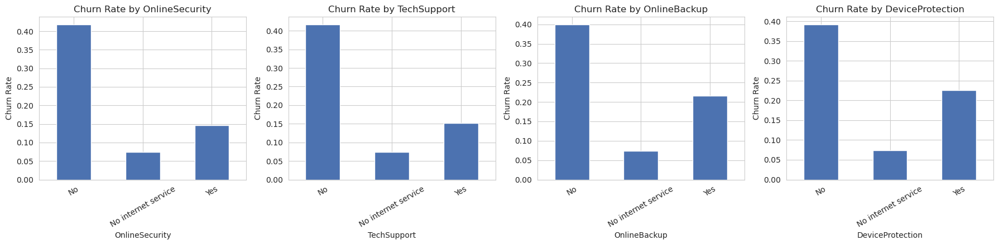 Churn Rate by OnlineSecurity
Churn Rate
0.40
0.35
0.30
0.25
0.20
0.15
0.10
0.05
0.00
No
No internet service
Yes
OnlineSecurity
Churn Rate by TechSupport
Churn Rate
0.40
0.35
0.30
0.25
0.20
0.15
0.10
0.05
0.00
No
No internet service
Yes
TechSupport
Churn Rate by OnlineBackup
Churn Rate
0.40
0.35
0.30
0.25
0.20
0.15
0.10
0.05
0.00
No
No internet service
Yes
OnlineBackup
Churn Rate by DeviceProtection
Churn Rate
0.40
0.35
0.30
0.25
0.20
0.15
0.10
0.05
0.00
No
No internet service
Yes
DeviceProtection